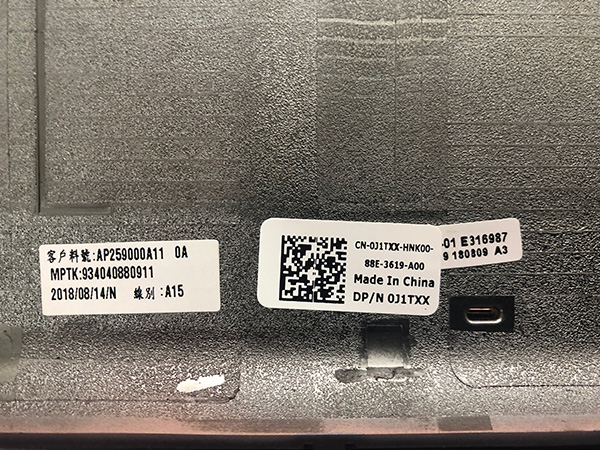 客戶料號:AP259000A11 0A
MPTK:934040880911
2018/08/14/N 線別:A15
CN-0J1TXX-HNK00-
88E-3619-A00
Made In China
DP/N 0J1TXX
-01 E316987
9 180809 A3